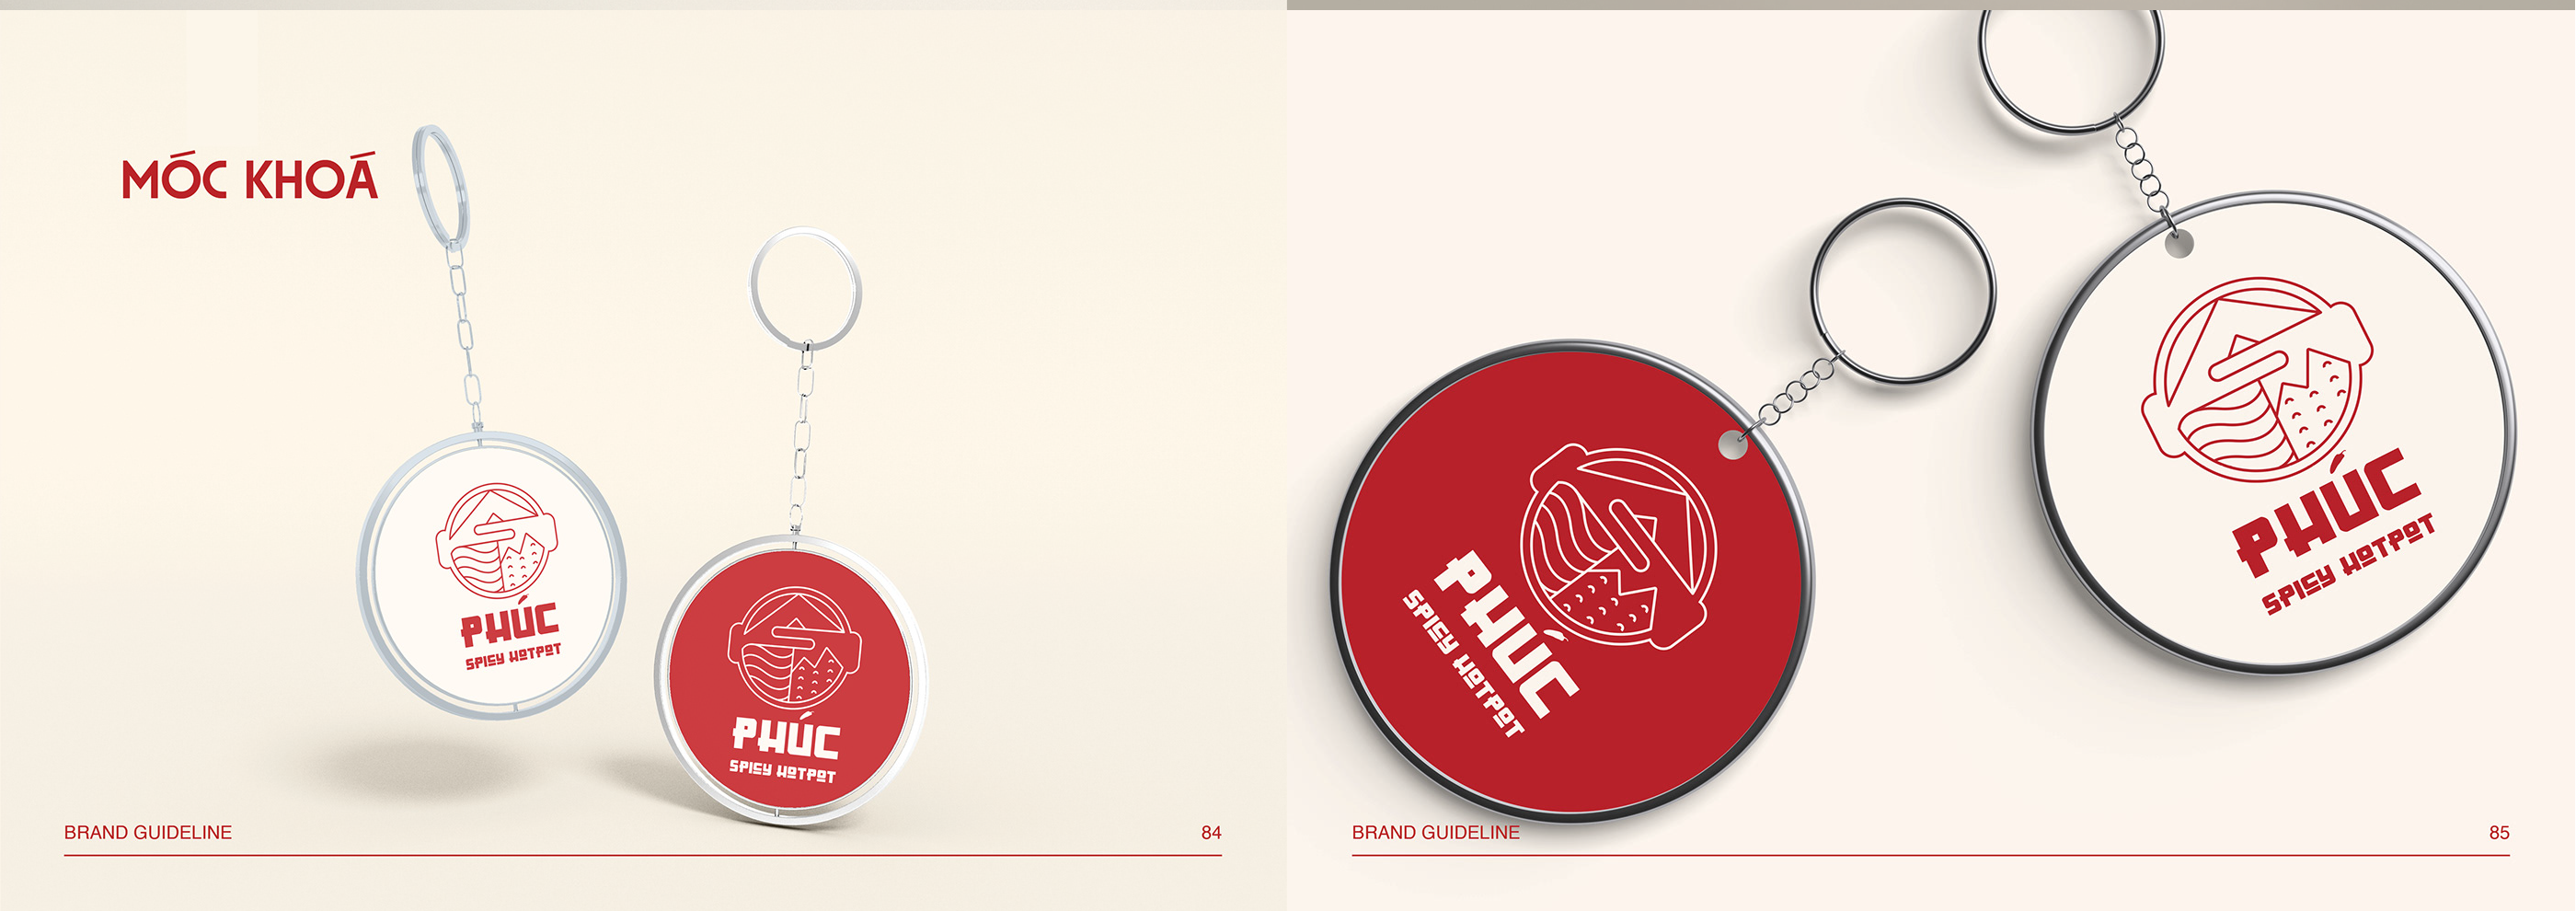 MÓC KHOÁ
PHÚC
SPICY HOTPOT
PHÚC
SPICY HOTPOT
BRAND GUIDELINE
84
PHÚC
SPICY HOTPOT
PHÚC
SPICY HOTPOT
BRAND GUIDELINE
85